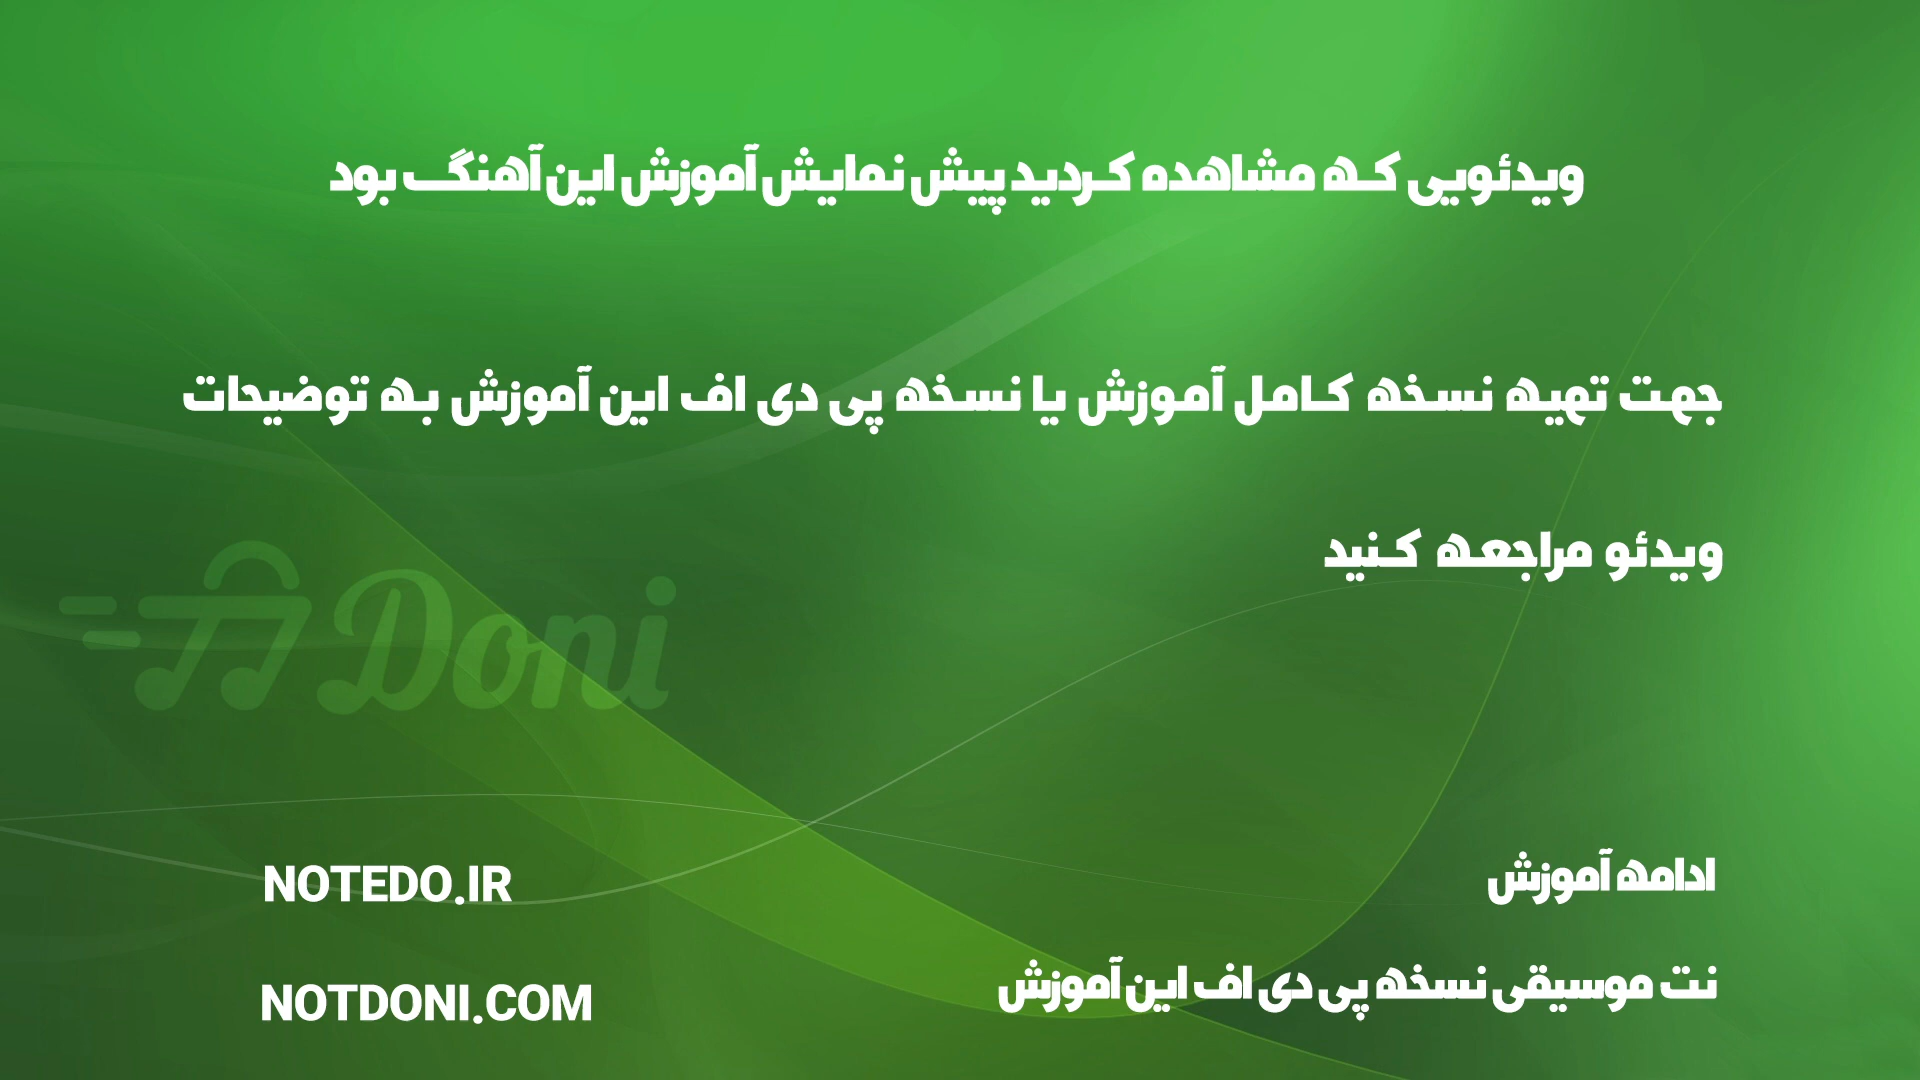 ویدئویی که مشاهده کردید پیش نمایش آموزش این آهنگ بود
جهت تهیه نسخه کامل آموزش یا نسخه پی دی اف این آموزش به توضیحات
ویدئو مراجعه کنید
Doni
ادامه آموزش
NOTEDO.IR
نت موسیقی نسخه پی دی اف این آموزش
NOTDONI.COM